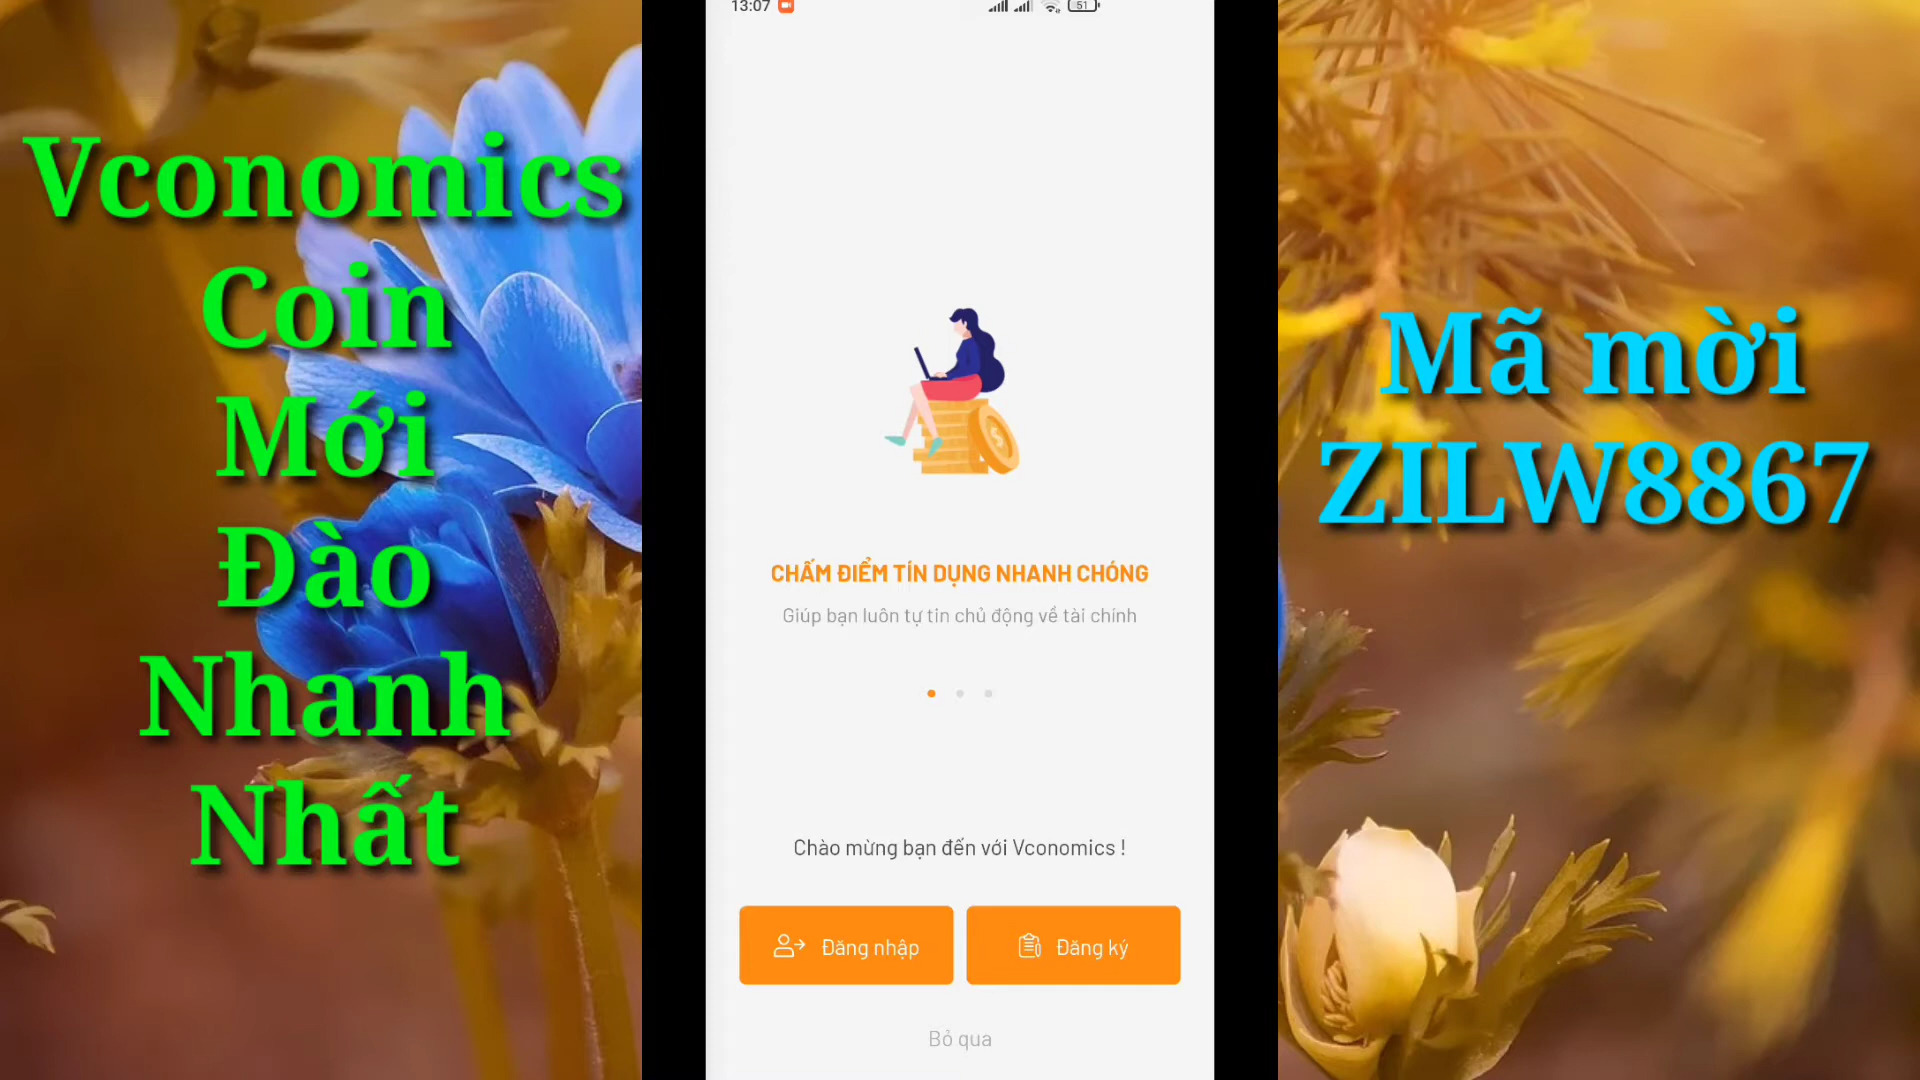 Vconomics
Coin
Mới
Đào
Nhanh
Nhất
13:07
51
CHẤM ĐIỂM TÍN DỤNG NHANH CHÓNG
Giúp bạn luôn tự tin chủ động về tài chính
Chào mừng bạn đến với Vconomics !
Đăng nhập
Đăng ký
Bỏ qua
Mã mời
ZILW8867